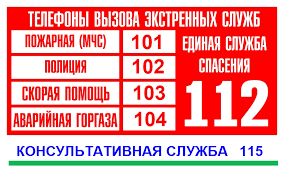 ТЕЛЕФОНЫ ВЫЗОВА ЭКСТРЕННЫХ СЛУЖБ
ПОЖАРНАЯ (МЧС) 101
ПОЛИЦИЯ 102
СКОРАЯ ПОМОЩЬ 103
АВАРИЙНАЯ ГОРГАЗА 104
ЕДИНАЯ СЛУЖБА
СПАСЕНИЯ
112
КОНСУЛЬТАТИВНАЯ СЛУЖБА 115